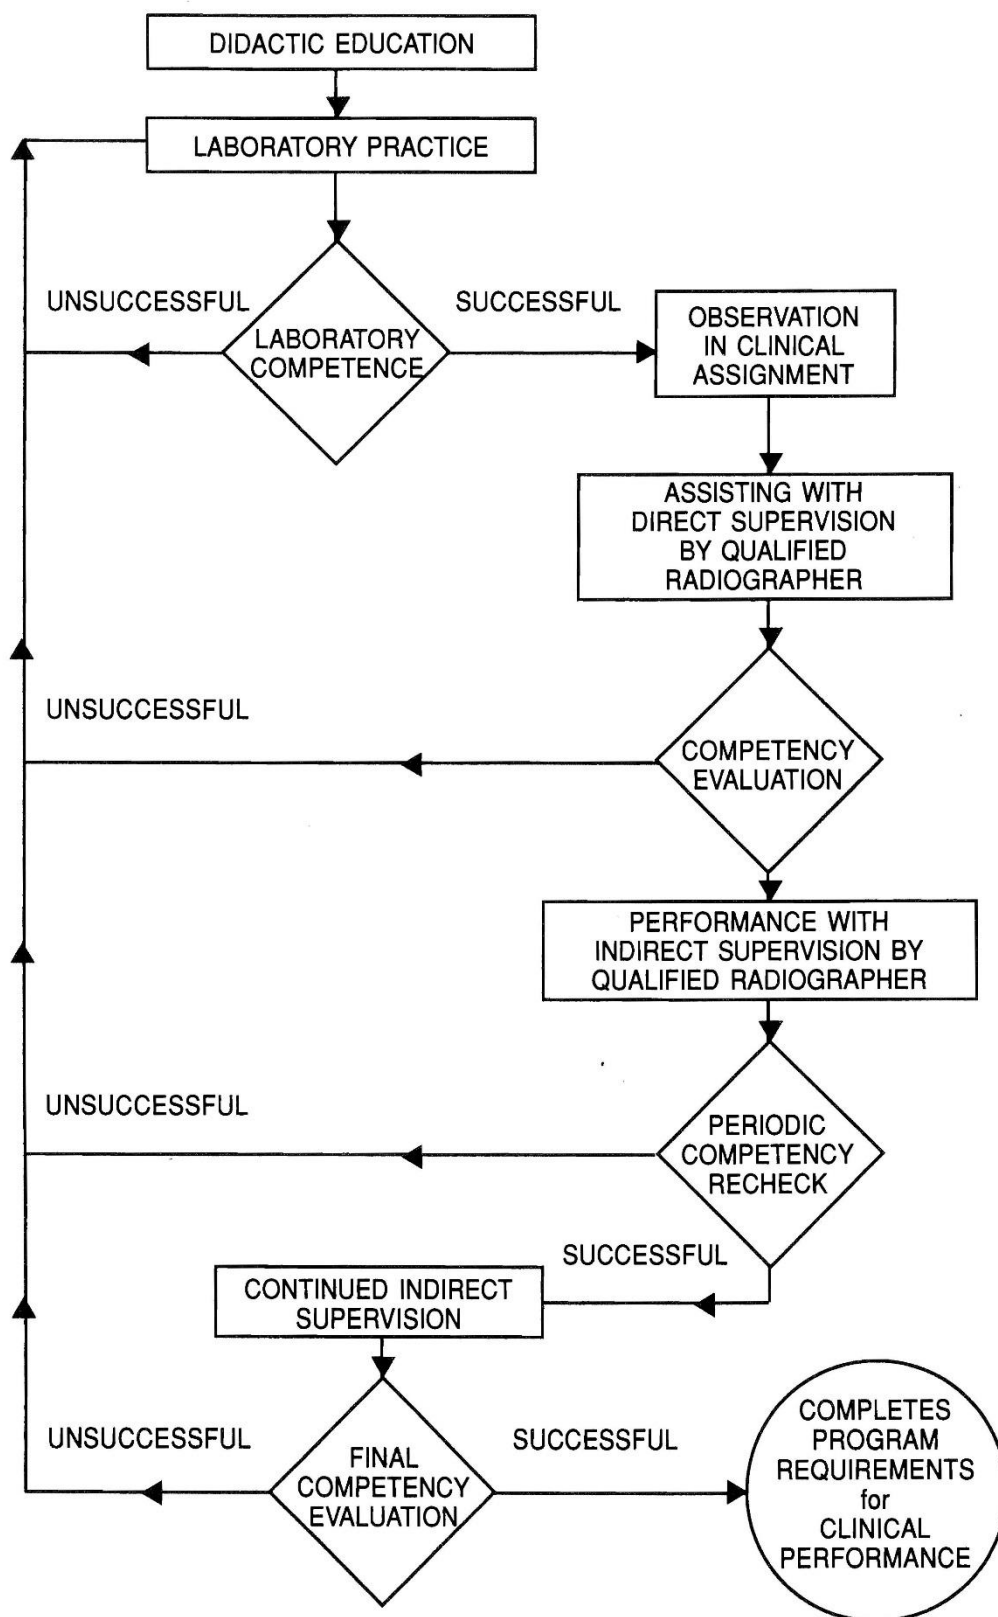 DIDACTIC EDUCATION
LABORATORY PRACTICE
UNSUCCESSFUL
SUCCESSFUL
LABORATORY
COMPETENCE
OBSERVATION
IN CLINICAL
ASSIGNMENT
ASSISTING WITH
DIRECT SUPERVISION
BY QUALIFIED
RADIOGRAPHER
UNSUCCESSFUL
COMPETENCY
EVALUATION
PERFORMANCE WITH
INDIRECT SUPERVISION BY
QUALIFIED RADIOGRAPHER
UNSUCCESSFUL
PERIODIC
COMPETENCY
RECHECK
SUCCESSFUL
CONTINUED INDIRECT
SUPERVISION
UNSUCCESSFUL
FINAL
COMPETENCY
EVALUATION
SUCCESSFUL
COMPLETES
PROGRAM
REQUIREMENTS
for
CLINICAL
PERFORMANCE